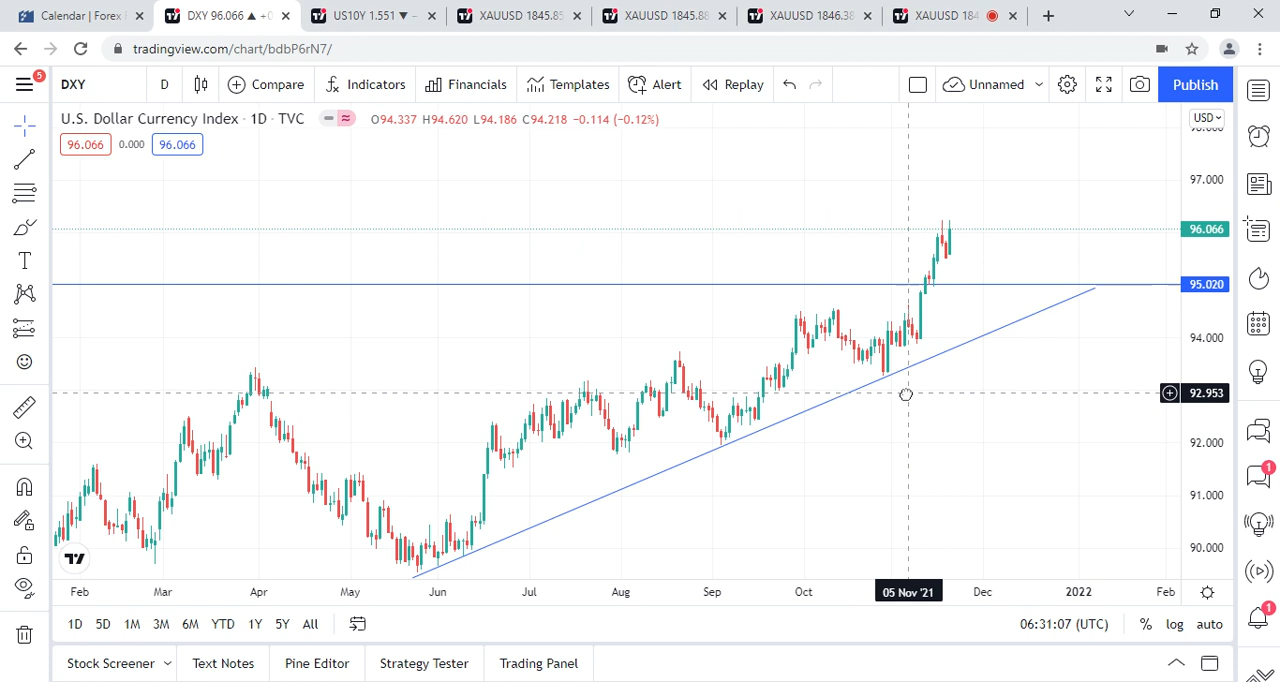 Calendar | Forex F
DXY 96.066 ▲ +0
US10Y 1.551 ▼ −
XAUUSD 1845.85
XAUUSD 1845.88
XAUUSD 1846.38
XAUUSD 184
tradingview.com/chart/bdbP6rN7/
5
DXY
D
Compare
Indicators
Financials
Templates
Alert
Replay
Unnamed
Publish
U.S. Dollar Currency Index · 1D · TVC
O94.337 H94.620 L94.186 C94.218 -0.114 (-0.12%)
96.066
0.000
96.066
USD
98.000
97.000
96.066
95.020
94.000
92.953
92.000
91.000
90.000
Feb
Mar
Apr
May
Jun
Jul
Aug
Sep
Oct
05 Nov '21
Dec
2022
Feb
1D
5D
1M
3M
6M
YTD
1Y
5Y
All
06:31:07 (UTC)
%
log
auto
Stock Screener
Text Notes
Pine Editor
Strategy Tester
Trading Panel
1
1